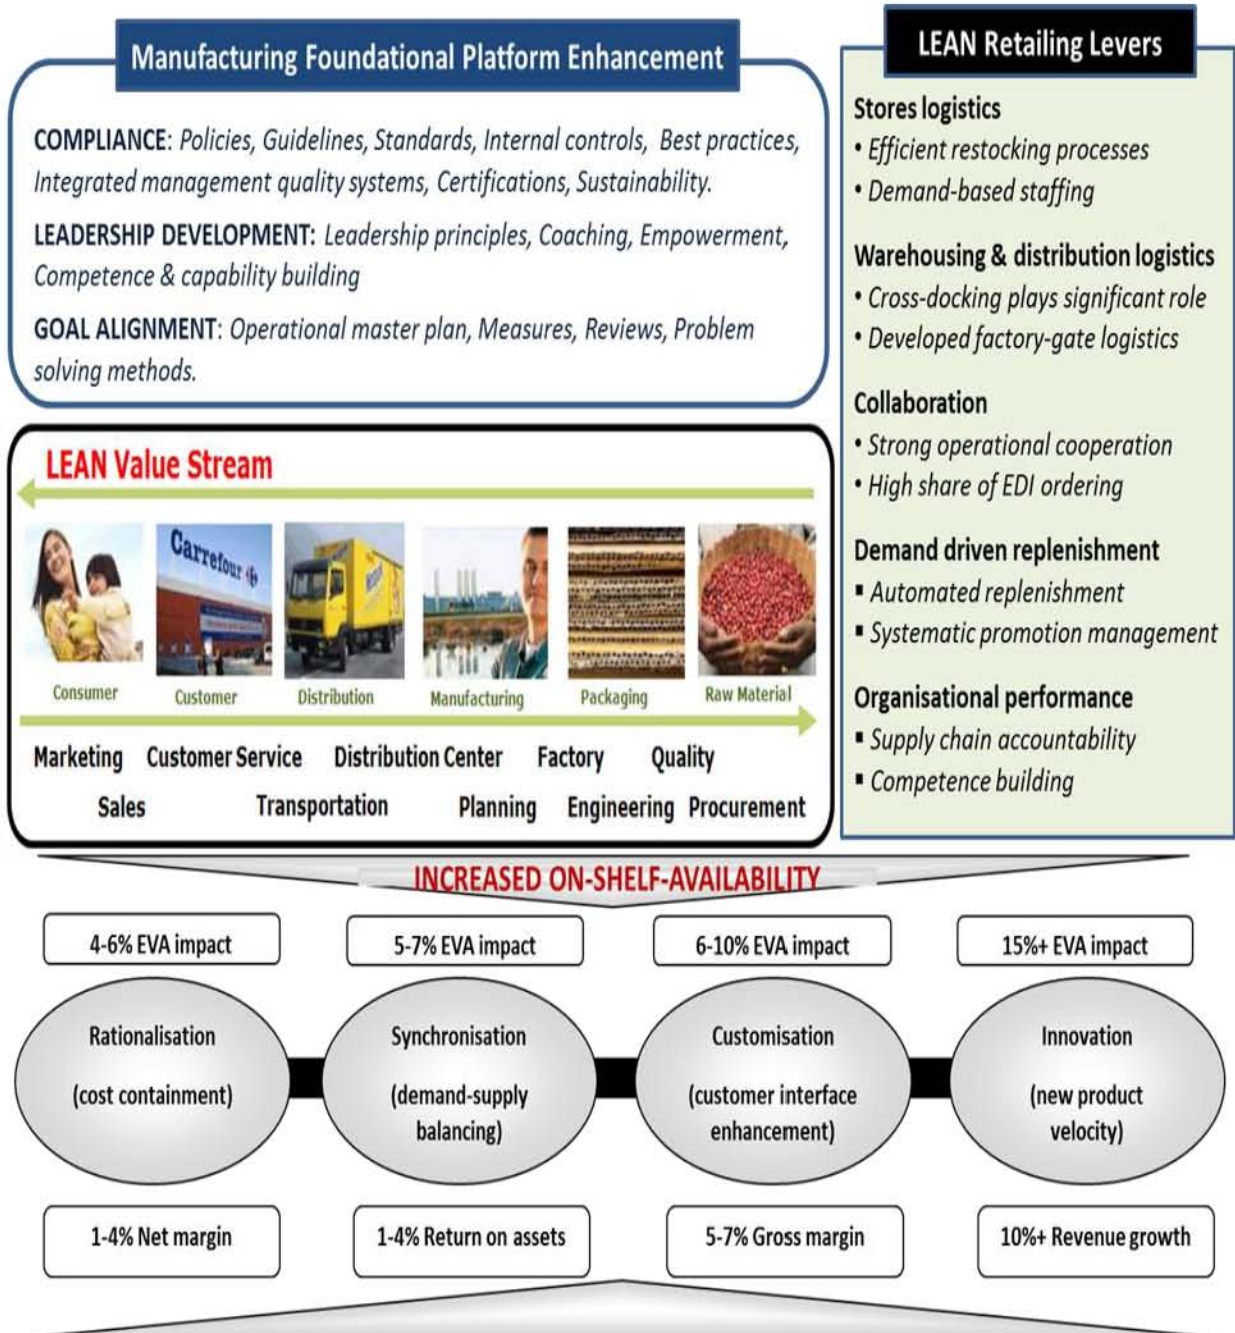 Manufacturing Foundational Platform Enhancement
COMPLIANCE: Policies, Guidelines, Standards, Internal controls, Best practices,
Integrated management quality systems, Certifications, Sustainability.
LEADERSHIP DEVELOPMENT: Leadership principles, Coaching, Empowerment,
Competence & capability building
GOAL ALIGNMENT: Operational master plan, Measures, Reviews, Problem
solving methods.
LEAN Retailing Levers
Stores logistics
• Efficient restocking processes
• Demand-based staffing
Warehousing & distribution logistics
• Cross-docking plays significant role
• Developed factory-gate logistics
Collaboration
• Strong operational cooperation
• High share of EDI ordering
Demand driven replenishment
▪ Automated replenishment
▪ Systematic promotion management
Organisational performance
▪ Supply chain accountability
▪ Competence building
LEAN Value Stream
Carrefour
Consumer Customer Distribution Manufacturing Packaging Raw Material
Marketing Customer Service Distribution Center Factory Quality
Sales Transportation Planning Engineering Procurement
INCREASED ON-SHELF-AVAILABILITY
4-6% EVA impact
5-7% EVA impact
6-10% EVA impact
15%+ EVA impact
Rationalisation
(cost containment)
Synchronisation
(demand-supply
balancing)
Customisation
(customer interface
enhancement)
Innovation
(new product
velocity)
1-4% Net margin
1-4% Return on assets
5-7% Gross margin
10%+ Revenue growth